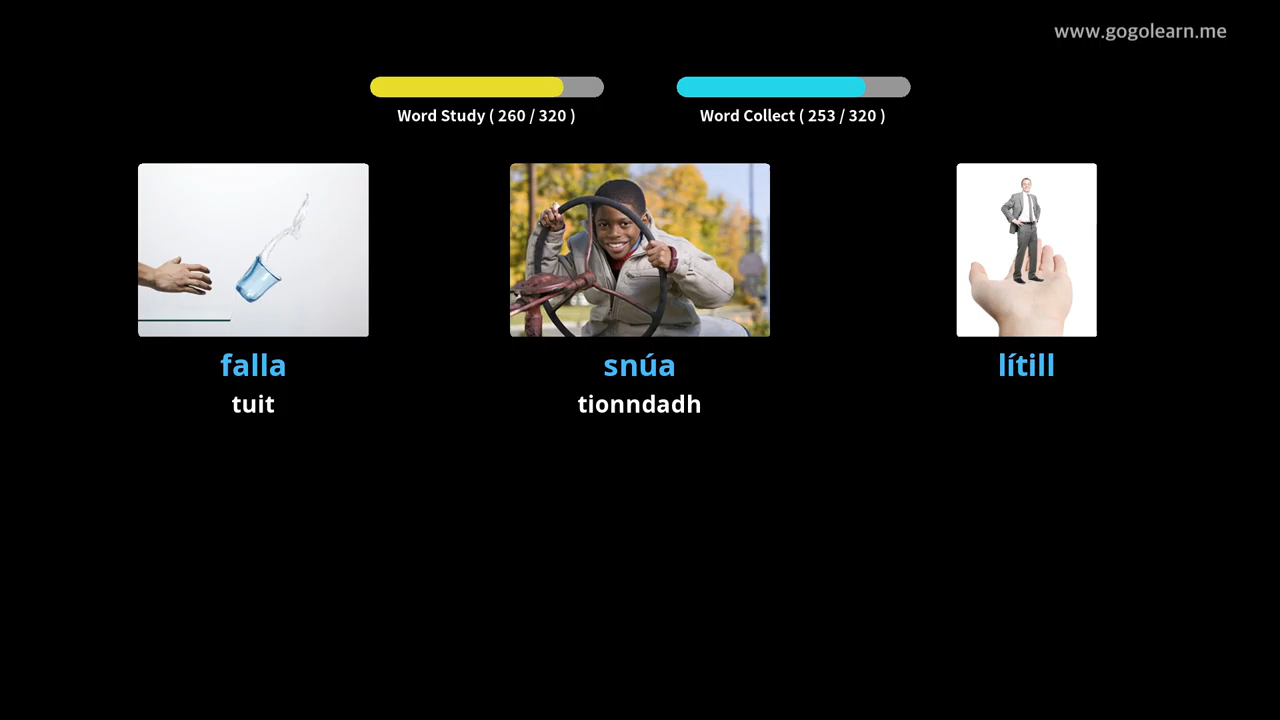 www.gogolearn.me
Word Study ( 260 / 320 )
Word Collect ( 253 / 320 )
falla
snúa
lítill
tuit
tionndadh